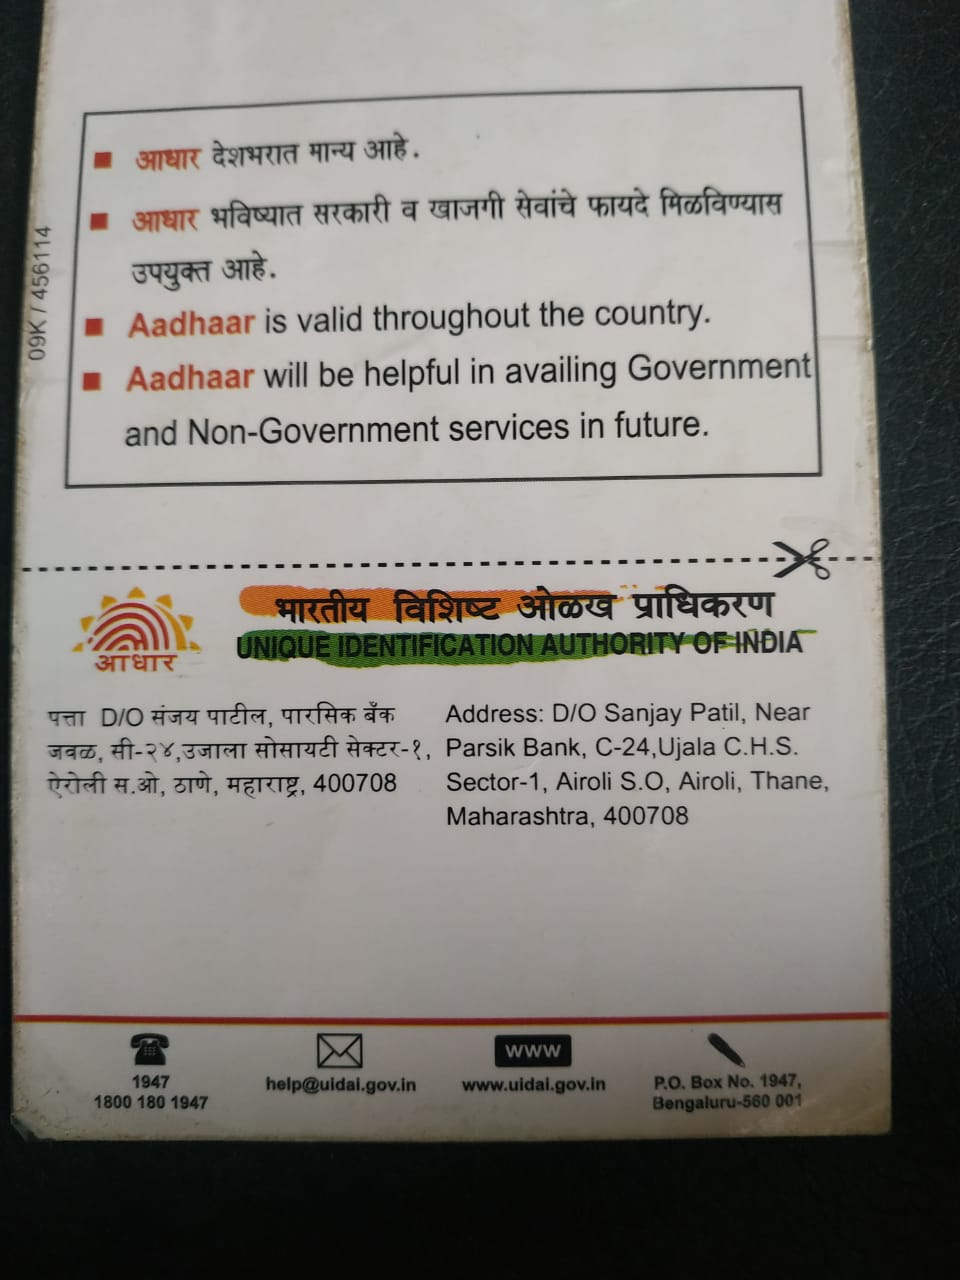 आधार देशभरात मान्य आहे.
आधार भविष्यात सरकारी व खाजगी सेवांचे फायदे मिळविण्यास
उपयुक्त आहे.
Aadhaar is valid throughout the country.
Aadhaar will be helpful in availing Government
and Non-Government services in future.
09K / 456114
भारतीय विशिष्ट ओळख प्राधिकरण
UNIQUE IDENTIFICATION AUTHORITY OF INDIA
आधार
पत्ता D/O संजय पाटील, पारसिक बँक
जवळ, सी-२४,उजाला सोसायटी सेक्टर-१,
ऐरोली स.ओ, ठाणे, महाराष्ट्र, 400708
Address: D/O Sanjay Patil, Near
Parsik Bank, C-24,Ujala C.H.S.
Sector-1, Airoli S.O, Airoli, Thane,
Maharashtra, 400708
1947
1800 180 1947
help@uidai.gov.in
www
www.uidai.gov.in
P.O. Box No. 1947,
Bengaluru-560 001